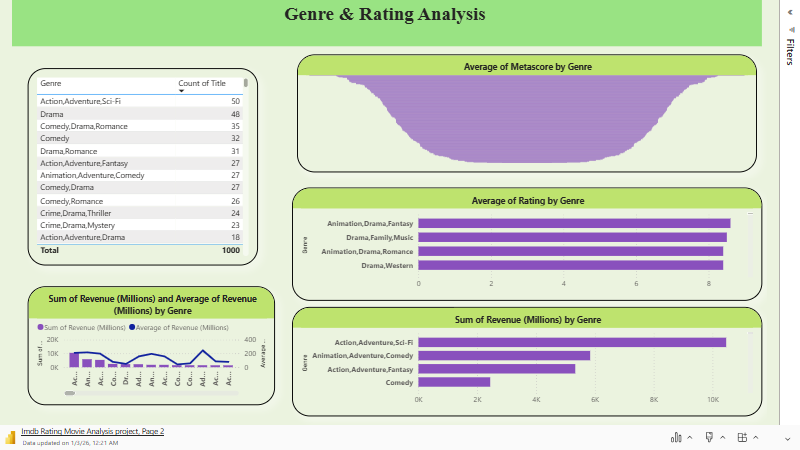 Genre & Rating Analysis
Filters
Genre Count of Title
Action,Adventure,Sci-Fi 50
Drama 48
Comedy,Drama,Romance 35
Comedy 32
Drama,Romance 31
Action,Adventure,Fantasy 27
Animation,Adventure,Comedy 27
Comedy,Drama 27
Comedy,Romance 26
Crime,Drama,Thriller 24
Crime,Drama,Mystery 23
Action,Adventure,Drama 18
Total 1000
Average of Metascore by Genre
Average of Rating by Genre
Genre
Animation,Drama,Fantasy
Drama,Family,Music
Animation,Drama,Romance
Drama,Western
0 2 4 6 8
Sum of Revenue (Millions) and Average of Revenue
(Millions) by Genre
Sum of Revenue (Millions) Average of Revenue (Millions)
Sum of...
20K
10K
0K
400
200
0
Average...
Ac... An... Ac... Co... Dr... Ad... An... Ac... Co... Co... Ad... Ac... Ac...
Sum of Revenue (Millions) by Genre
Genre
Action,Adventure,Sci-Fi
Animation,Adventure,Comedy
Action,Adventure,Fantasy
Comedy
0K 2K 4K 6K 8K 10K
Imdb Rating Movie Analysis project, Page 2
Data updated on 1/3/26, 12:21 AM